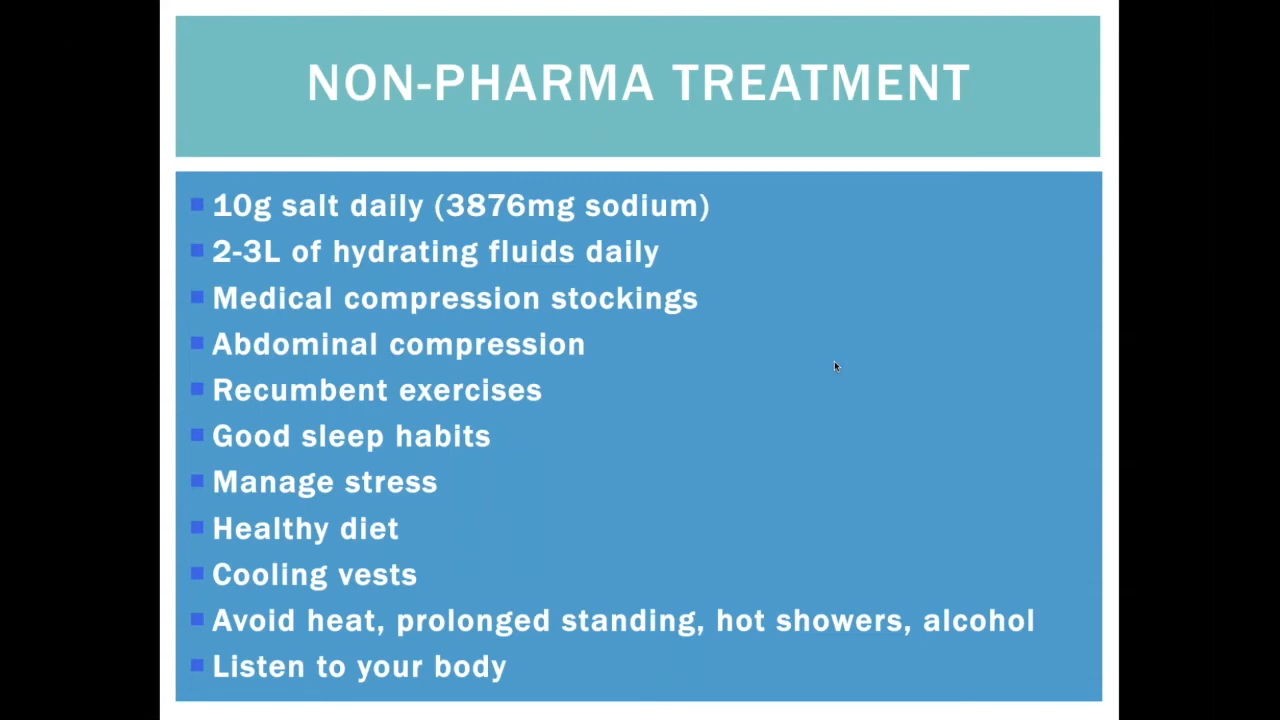 NON-PHARMA TREATMENT
10g salt daily (3876mg sodium)
2-3L of hydrating fluids daily
Medical compression stockings
Abdominal compression
Recumbent exercises
Good sleep habits
Manage stress
Healthy diet
Cooling vests
Avoid heat, prolonged standing, hot showers, alcohol
Listen to your body